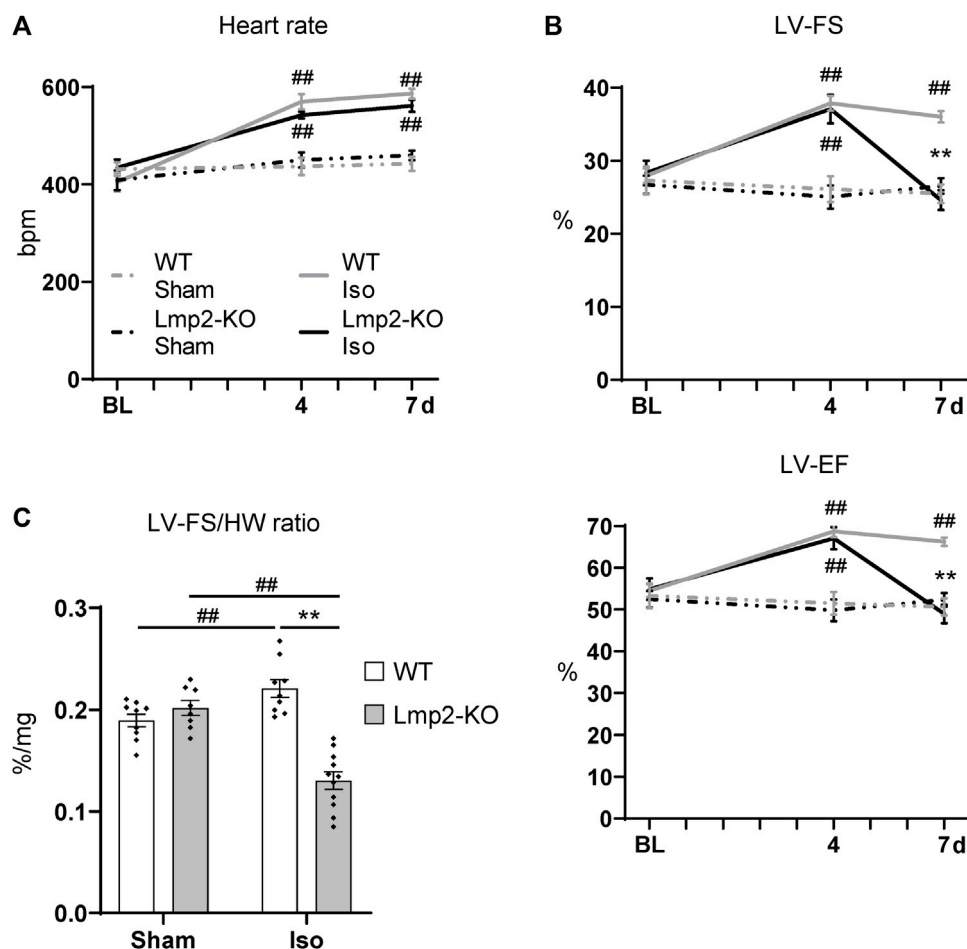 A
Heart rate
600
400
200
0
bpm
##
##
##
##
WT
Sham
WT
Iso
Lmp2-KO
Sham
Lmp2-KO
Iso
BL
4
7 d
B
LV-FS
40
30
20
10
0
%
##
##
##
**
BL
4
7 d
LV-EF
70
60
50
40
30
20
10
0
%
##
##
##
**
BL
4
7 d
C
LV-FS/HW ratio
##
##
**
0.3
0.2
0.1
0.0
%/mg
WT
Lmp2-KO
Sham
Iso